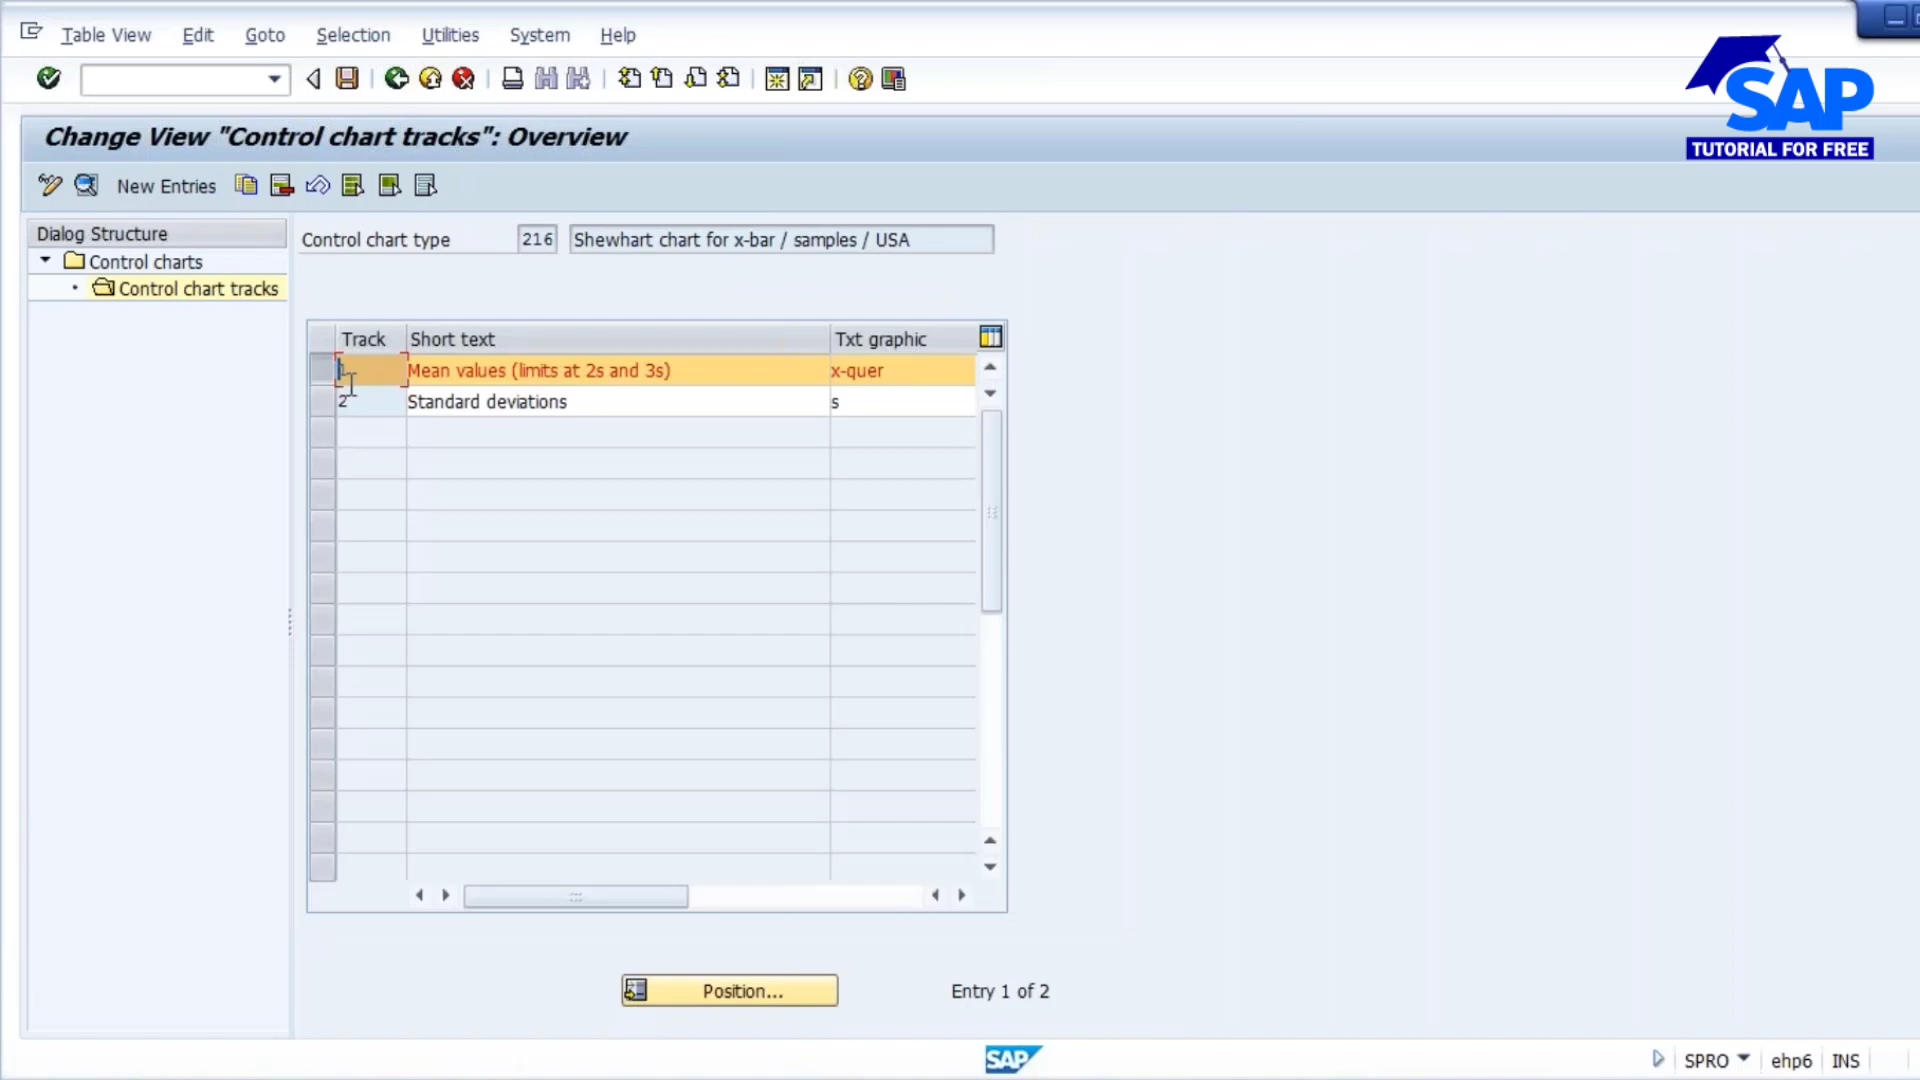 Table View Edit Goto Selection Utilities System Help
SAP
TUTORIAL FOR FREE
Change View "Control chart tracks": Overview
New Entries
Dialog Structure
Control charts
Control chart tracks
Control chart type 216 Shewhart chart for x-bar / samples / USA
Track Short text Txt graphic
1 Mean values (limits at 2s and 3s) x-quer
2 Standard deviations s
Position... Entry 1 of 2
SAP SPRO ehp6 INS